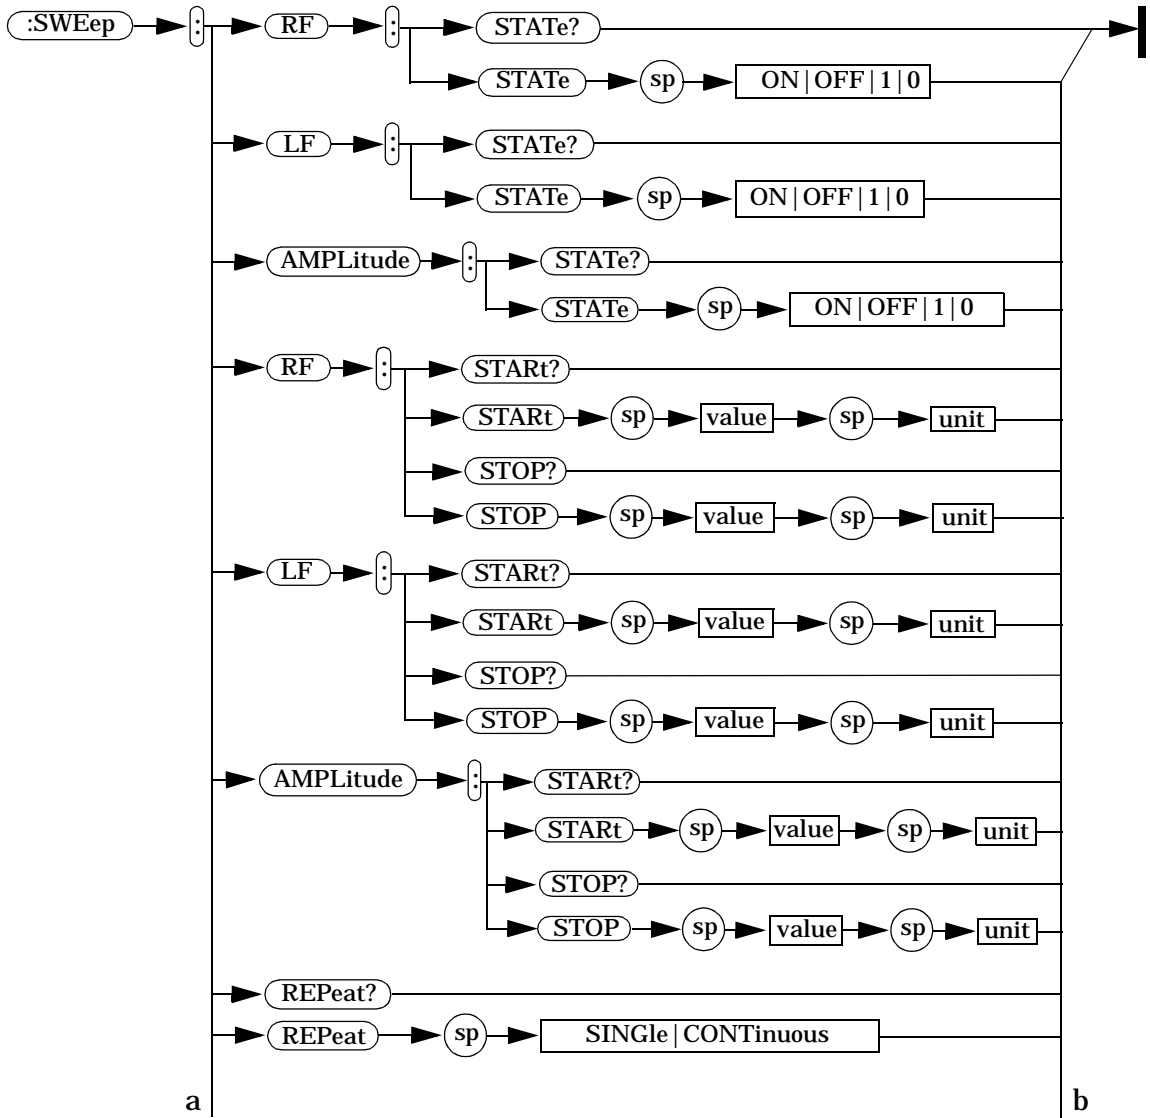 :SWEep : RF : STATe?
STATe sp ON|OFF|1|0
LF : STATe?
STATe sp ON|OFF|1|0
AMPLitude : STATe?
STATe sp ON|OFF|1|0
RF : STARt?
STARt sp value sp unit
STOP?
STOP sp value sp unit
LF : STARt?
STARt sp value sp unit
STOP?
STOP sp value sp unit
AMPLitude : STARt?
STARt sp value sp unit
STOP?
STOP sp value sp unit
REPeat?
REPeat sp SINGle|CONTinuous
a b